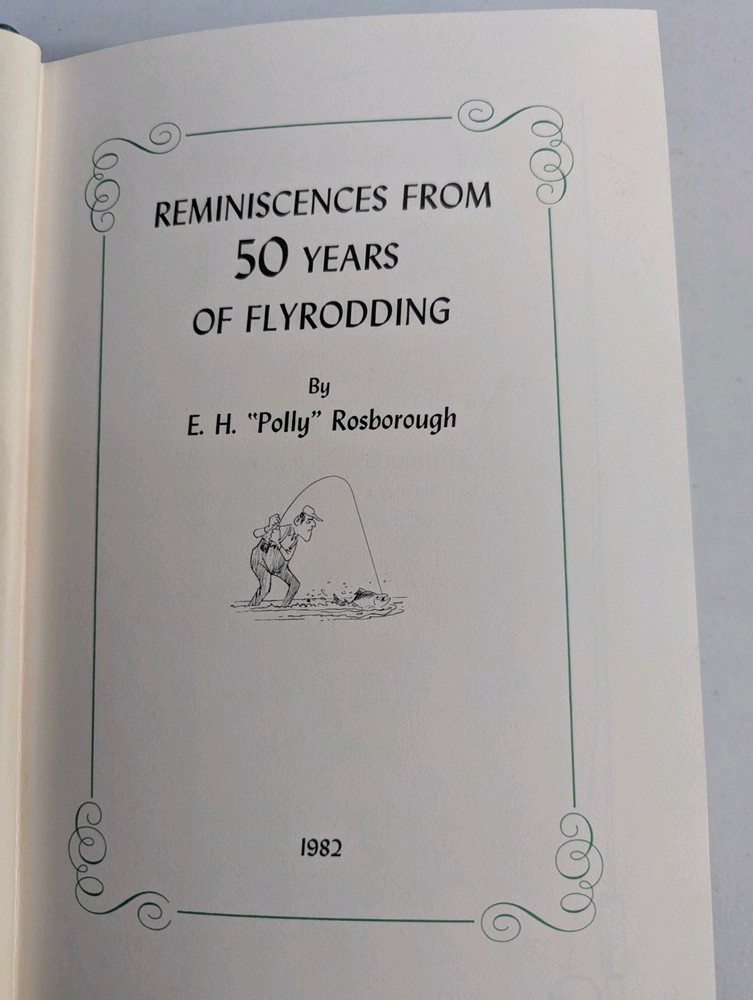 REMINISCENCES FROM
50 YEARS
OF FLYRODDING
By
E. H. "Polly" Rosborough
1982